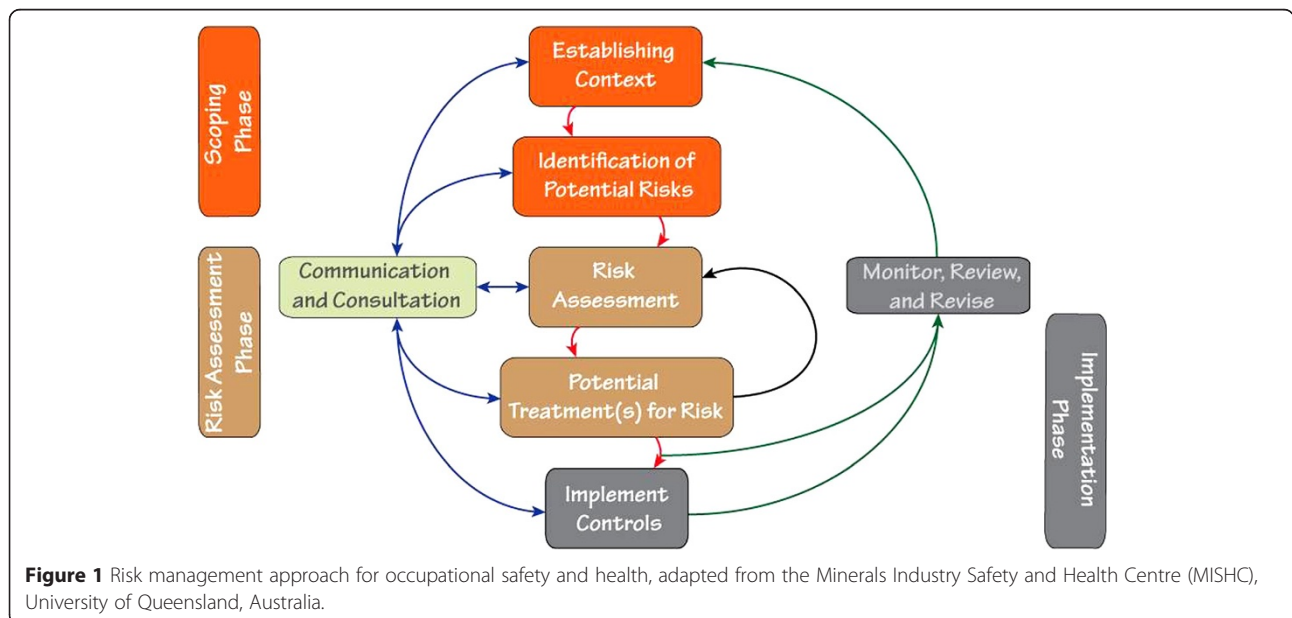 Scoping
Phase
Establishing
Context
Identification of
Potential Risks
Risk Assessment
Phase
Communication
and Consultation
Risk
Assessment
Monitor, Review,
and Revise
Potential
Treatment(s) for Risk
Implementation
Phase
Implement
Controls
Figure 1 Risk management approach for occupational safety and health, adapted from the Minerals Industry Safety and Health Centre (MISHC),
University of Queensland, Australia.